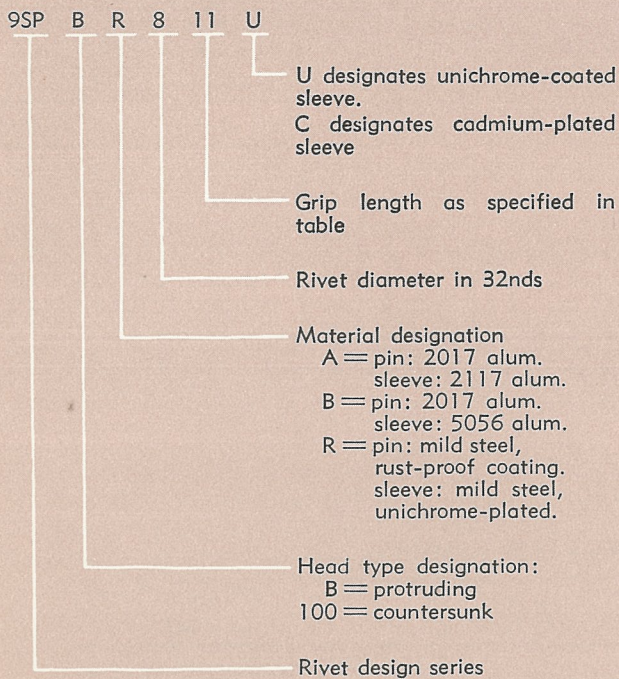 9SP B R 8 11 U
U designates unichrome-coated
sleeve.
C designates cadmium-plated
sleeve
Grip length as specified in
table
Rivet diameter in 32nds
Material designation
A = pin: 2017 alum.
sleeve: 2117 alum.
B = pin: 2017 alum.
sleeve: 5056 alum.
R = pin: mild steel,
rust-proof coating.
sleeve: mild steel,
unichrome-plated.
Head type designation:
B = protruding
100 = countersunk
Rivet design series